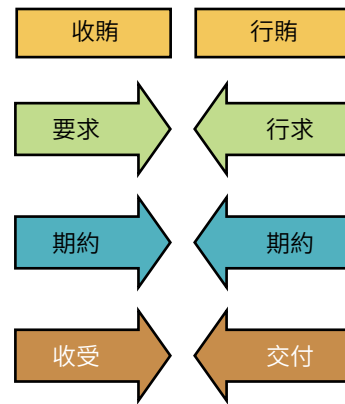 收賄 行賄
要求 行求
期約 期約
收受 交付